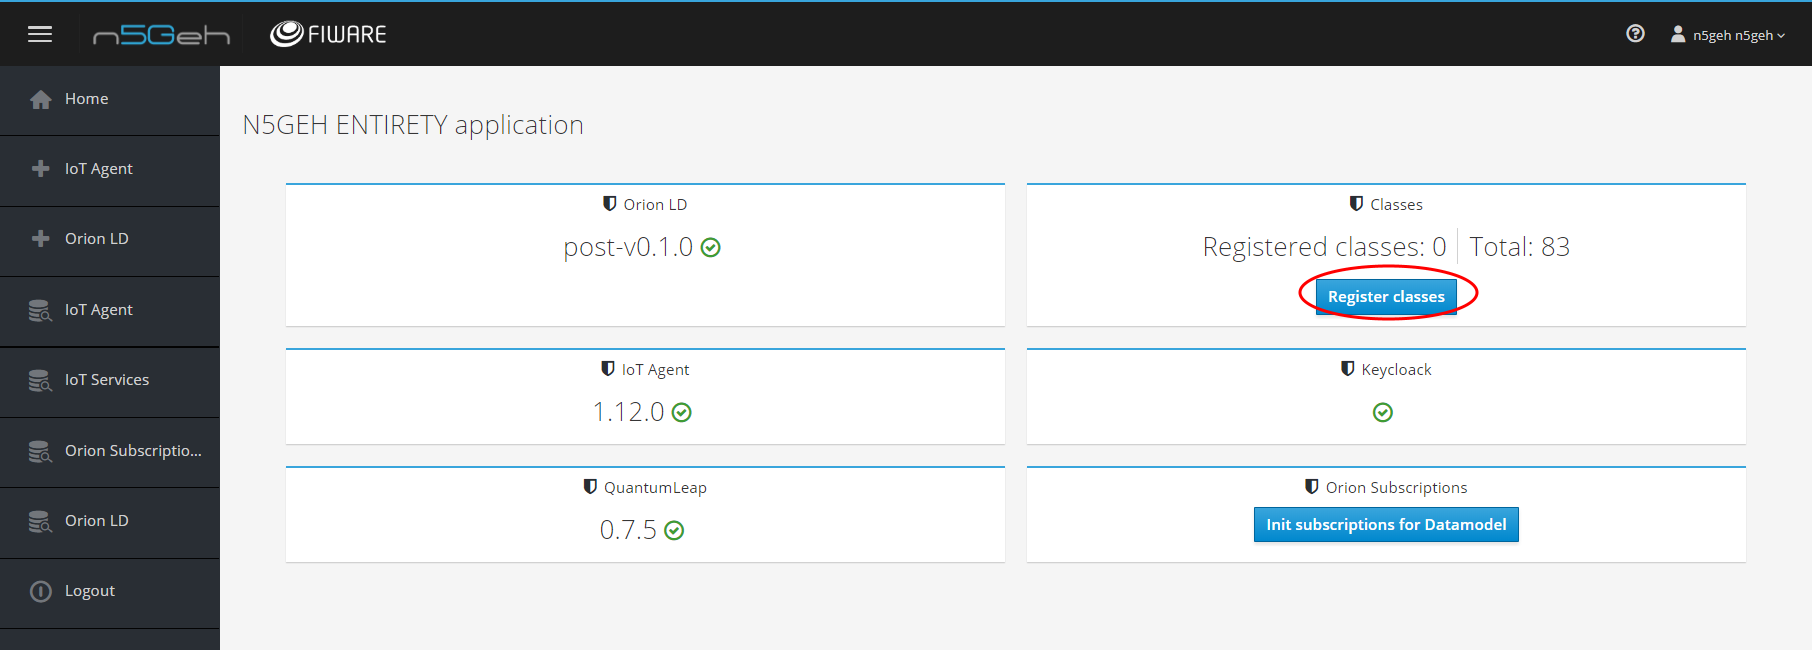 n5Geh
FIWARE
n5geh n5geh
Home
IoT Agent
Orion LD
IoT Agent
IoT Services
Orion Subscriptio...
Orion LD
Logout
N5GEH ENTIRETY application
Orion LD
post-v0.1.0
Classes
Registered classes: 0 Total: 83
Register classes
IoT Agent
1.12.0
Keycloack
QuantumLeap
0.7.5
Orion Subscriptions
Init subscriptions for Datamodel